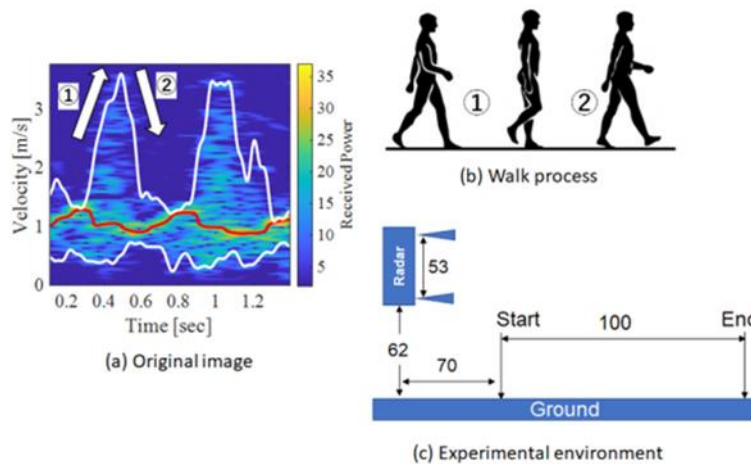 ①
②
3
2
1
0
Velocity [m/s]
0.2 0.4 0.6 0.8 1 1.2
Time [sec]
35
30
25
20
15
10
5
Received Power
(a) Original image
① ②
(b) Walk process
Radar
53
62
70
Start
100
End
Ground
(c) Experimental environment